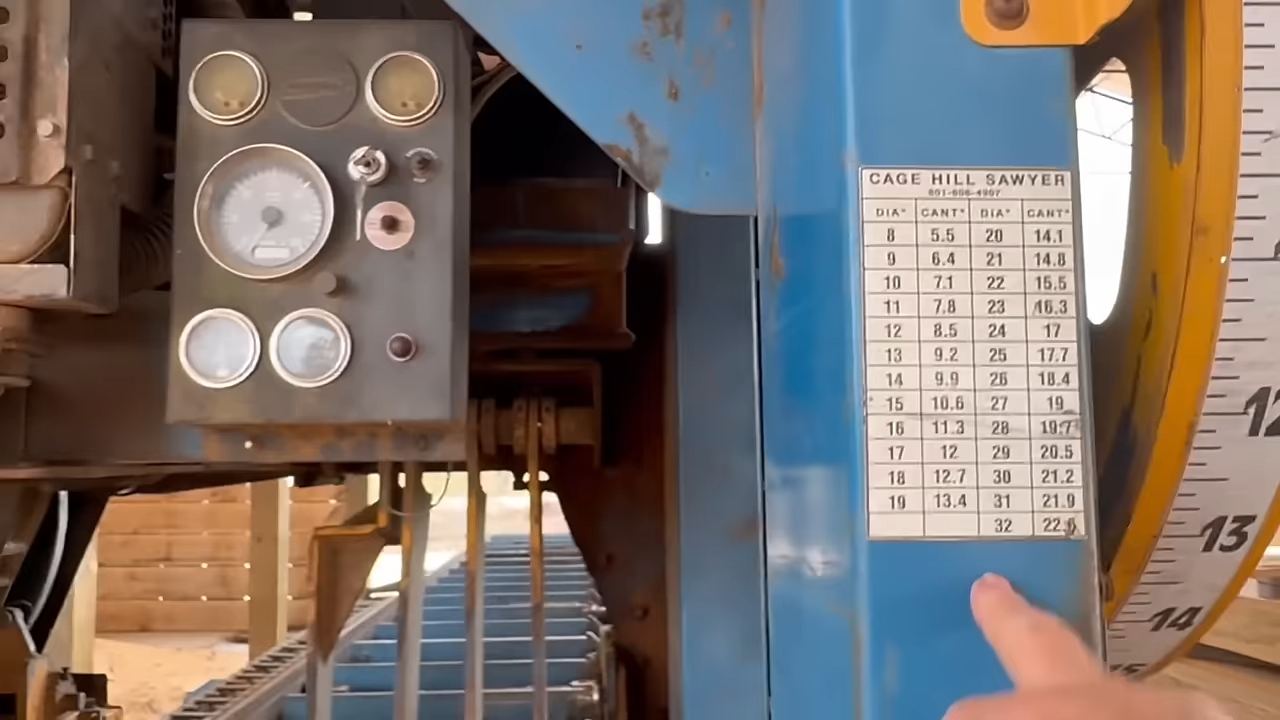 CAGE HILL SAWYER
601-606-4907
DIA" CANT" DIA" CANT"
8 5.5 20 14.1
9 6.4 21 14.8
10 7.1 22 15.5
11 7.8 23 16.3
12 8.5 24 17
13 9.2 25 17.7
14 9.9 26 18.4
15 10.6 27 19
16 11.3 28 19.7
17 12 29 20.5
18 12.7 30 21.2
19 13.4 31 21.9
32 22.6
12
13
14
15